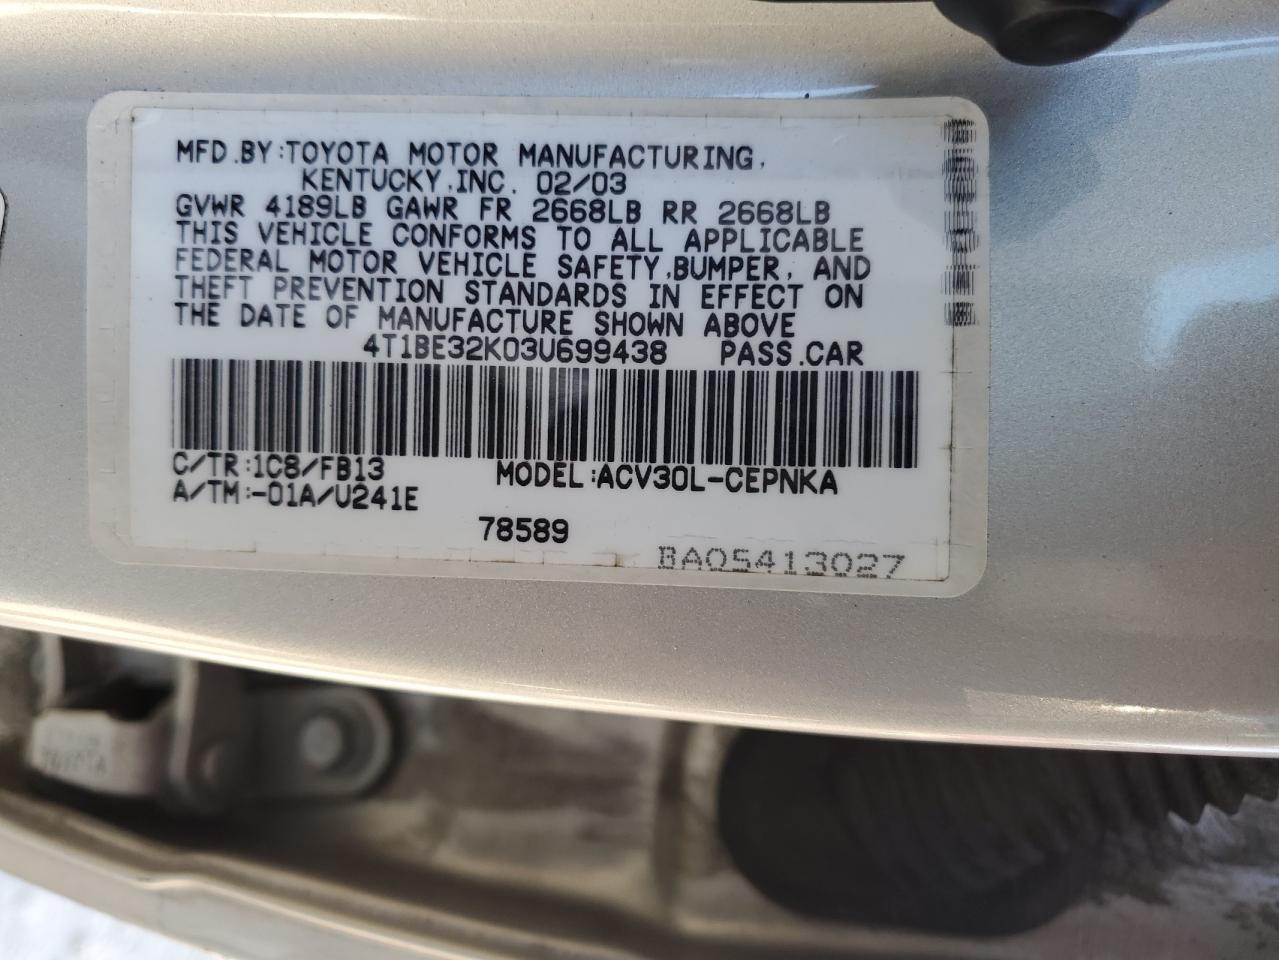 MFD.BY:TOYOTA MOTOR MANUFACTURING,
KENTUCKY,INC. 02/03
GVWR 4189LB GAWR FR 2668LB RR 2668LB
THIS VEHICLE CONFORMS TO ALL APPLICABLE
FEDERAL MOTOR VEHICLE SAFETY,BUMPER, AND
THEFT PREVENTION STANDARDS IN EFFECT ON
THE DATE OF MANUFACTURE SHOWN ABOVE
4T1BE32K03U699438 PASS.CAR
C/TR:1C8/FB13 MODEL:ACV30L-CEPNKA
A/TM:-01A/U241E
78589
BAQ5413027
TOYOTA